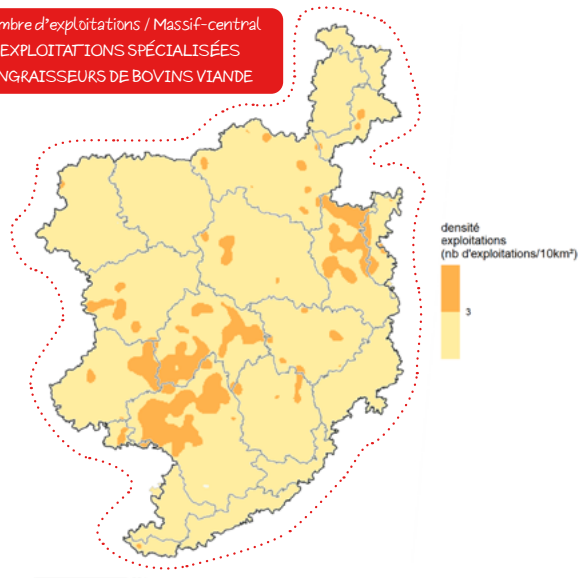 mbre d'exploitations / Massif-central
EXPLOITATIONS SPÉCIALISÉES
NGRAISSEURS DE BOVINS VIANDE
densité
exploitations
(nb d'exploitations/10km²)
3